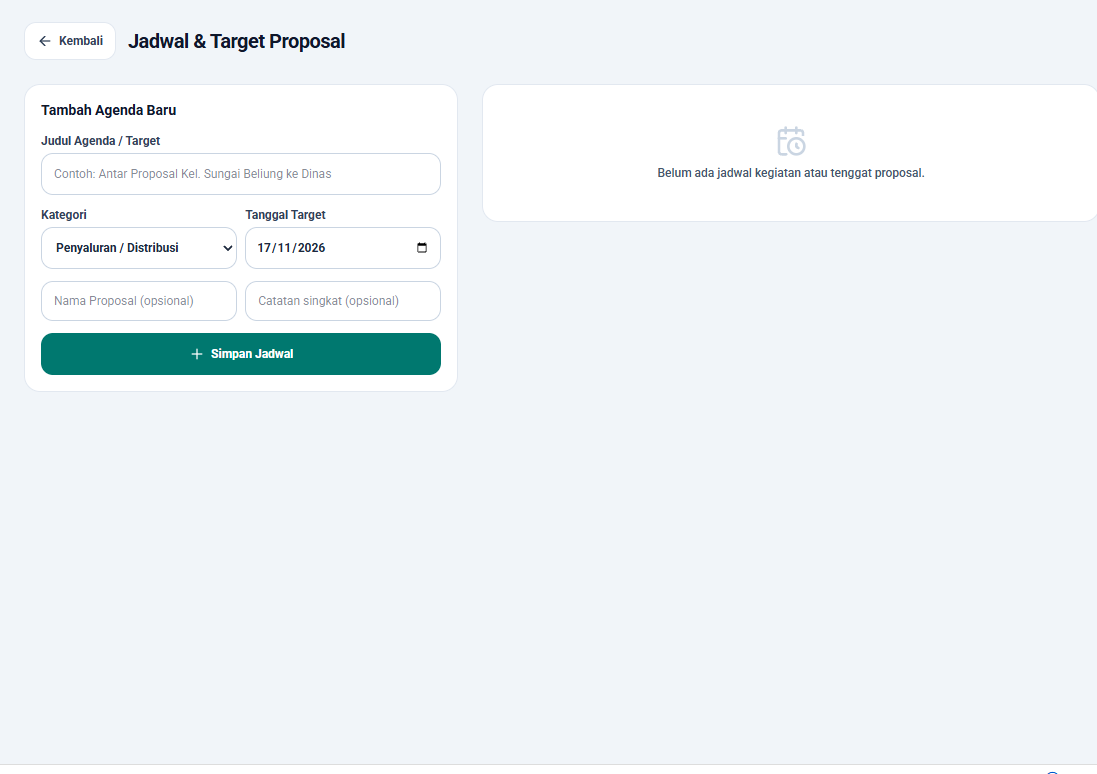 Kembali
Jadwal & Target Proposal
Tambah Agenda Baru
Judul Agenda / Target
Contoh: Antar Proposal Kel. Sungai Beliung ke Dinas
Kategori
Tanggal Target
Penyaluran / Distribusi
17/11/2026
Nama Proposal (opsional)
Catatan singkat (opsional)
Simpan Jadwal
Belum ada jadwal kegiatan atau tenggat proposal.